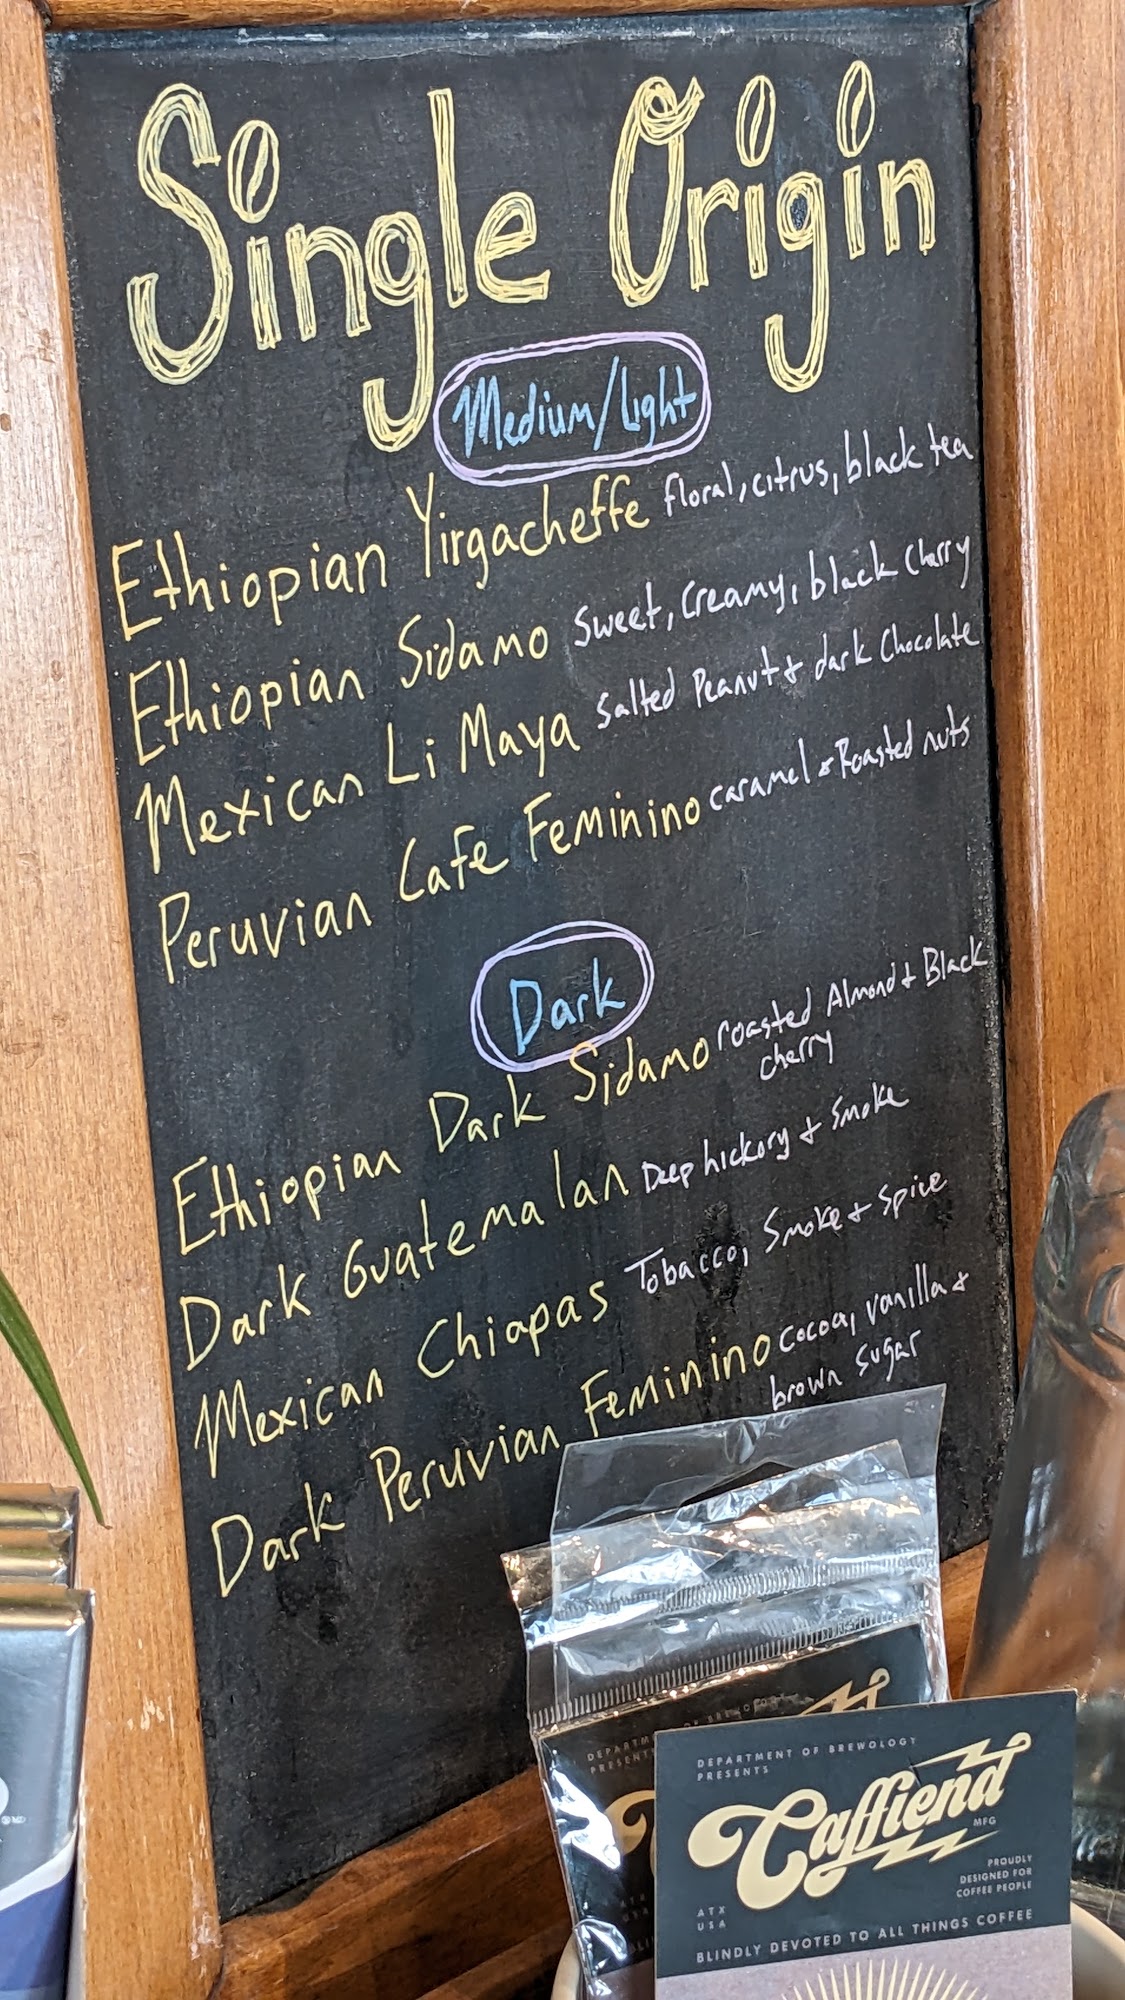 Single Origin
Medium/Light
Ethiopian Yirgacheffe floral, citrus, black tea
Ethiopian Sidamo Sweet, Creamy, black Cherry
Mexican Li Maya Salted Peanut & dark Chocolate
Peruvian Cafe Feminino caramel & Roasted nuts
Dark
Ethiopian Dark Sidamo roasted Almond & Black
cherry
Dark Guatemalan Deep hickory & Smoke
Mexican Chiapas Tobacco, Smoke & Spice
Dark Peruvian Feminino cocoa, vanilla &
brown sugar
DEPARTMENT OF BREWOLOGY
PRESENTS
Caffiend
MFG
PROUDLY
DESIGNED FOR
COFFEE PEOPLE
ATX
USA
BLINDLY DEVOTED TO ALL THINGS COFFEE